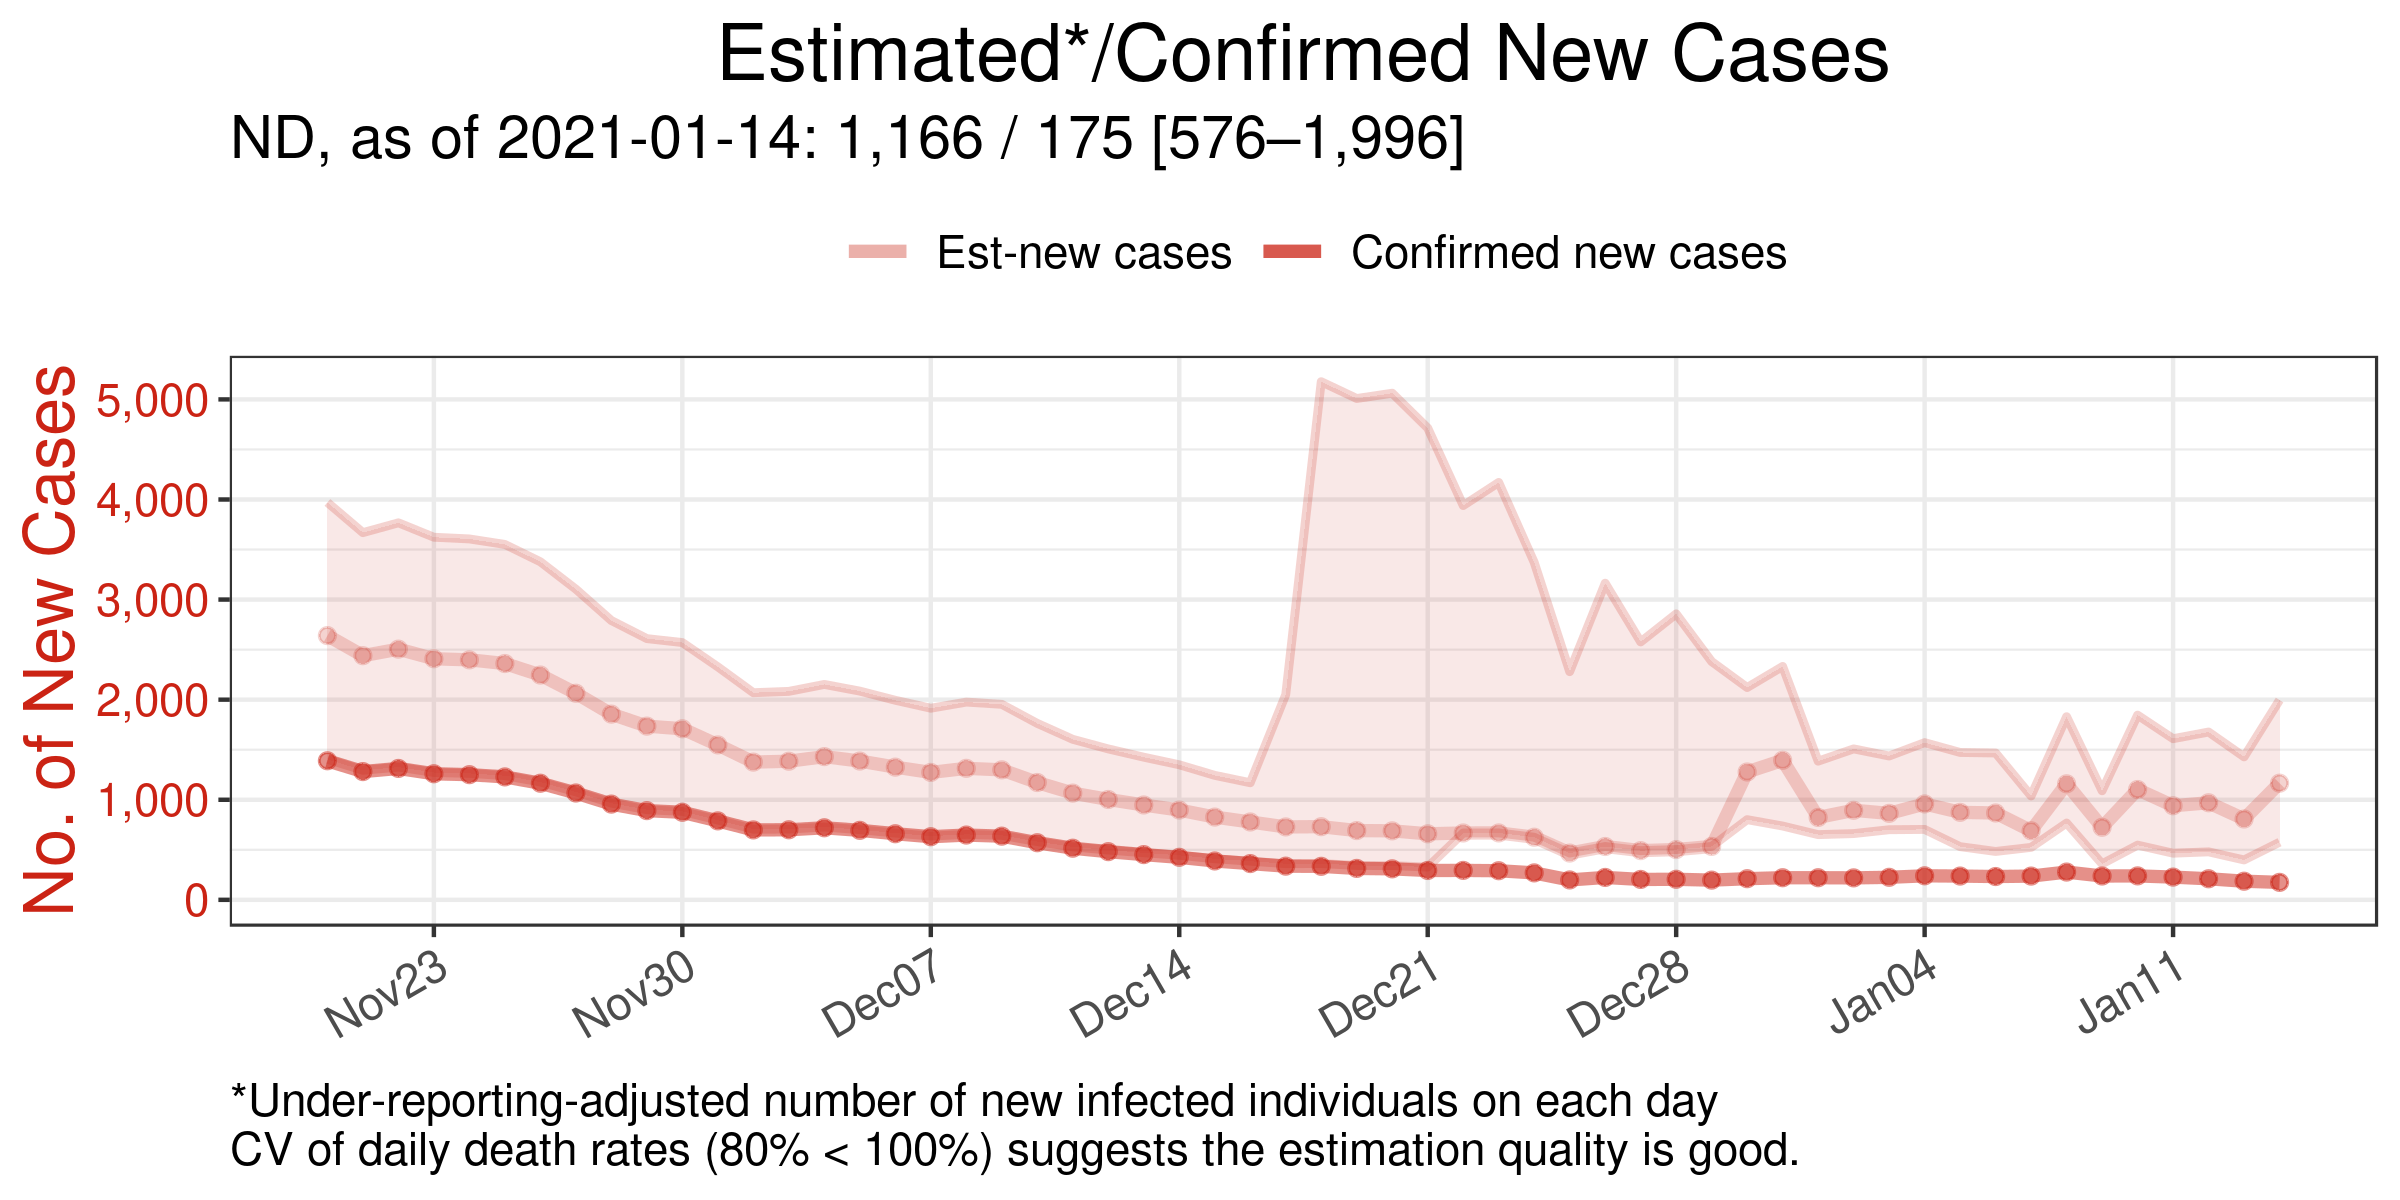 Estimated*/Confirmed New Cases
ND, as of 2021-01-14: 1,166 / 175 [576–1,996]
Est-new cases Confirmed new cases
No. of New Cases
5,000
4,000
3,000
2,000
1,000
0
Nov23 Nov30 Dec07 Dec14 Dec21 Dec28 Jan04 Jan11
*Under-reporting-adjusted number of new infected individuals on each day
CV of daily death rates (80% < 100%) suggests the estimation quality is good.